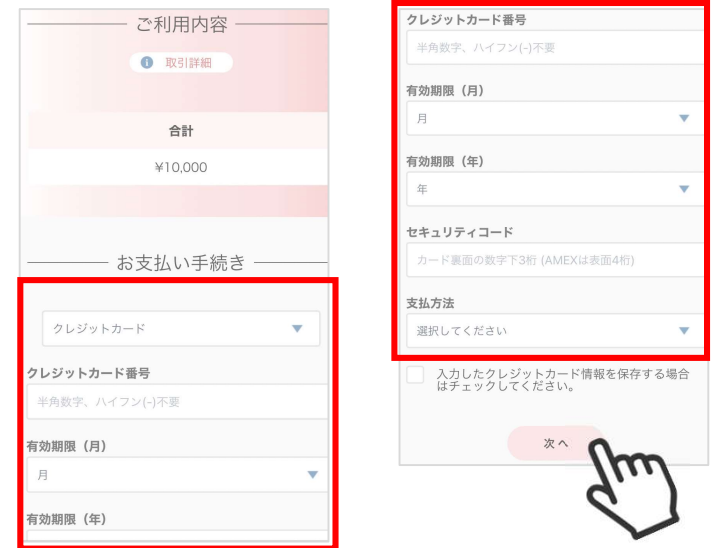 ご利用内容
取引詳細
合計
¥10,000
お支払い手続き
クレジットカード
クレジットカード番号
半角数字、ハイフン(-)不要
有効期限（月）
月
有効期限（年）
クレジットカード番号
半角数字、ハイフン(-)不要
有効期限（月）
月
有効期限（年）
年
セキュリティコード
カード裏面の数字下3桁 (AMEXは表面4桁)
支払方法
選択してください
入力したクレジットカード情報を保存する場合
はチェックしてください。
次へ